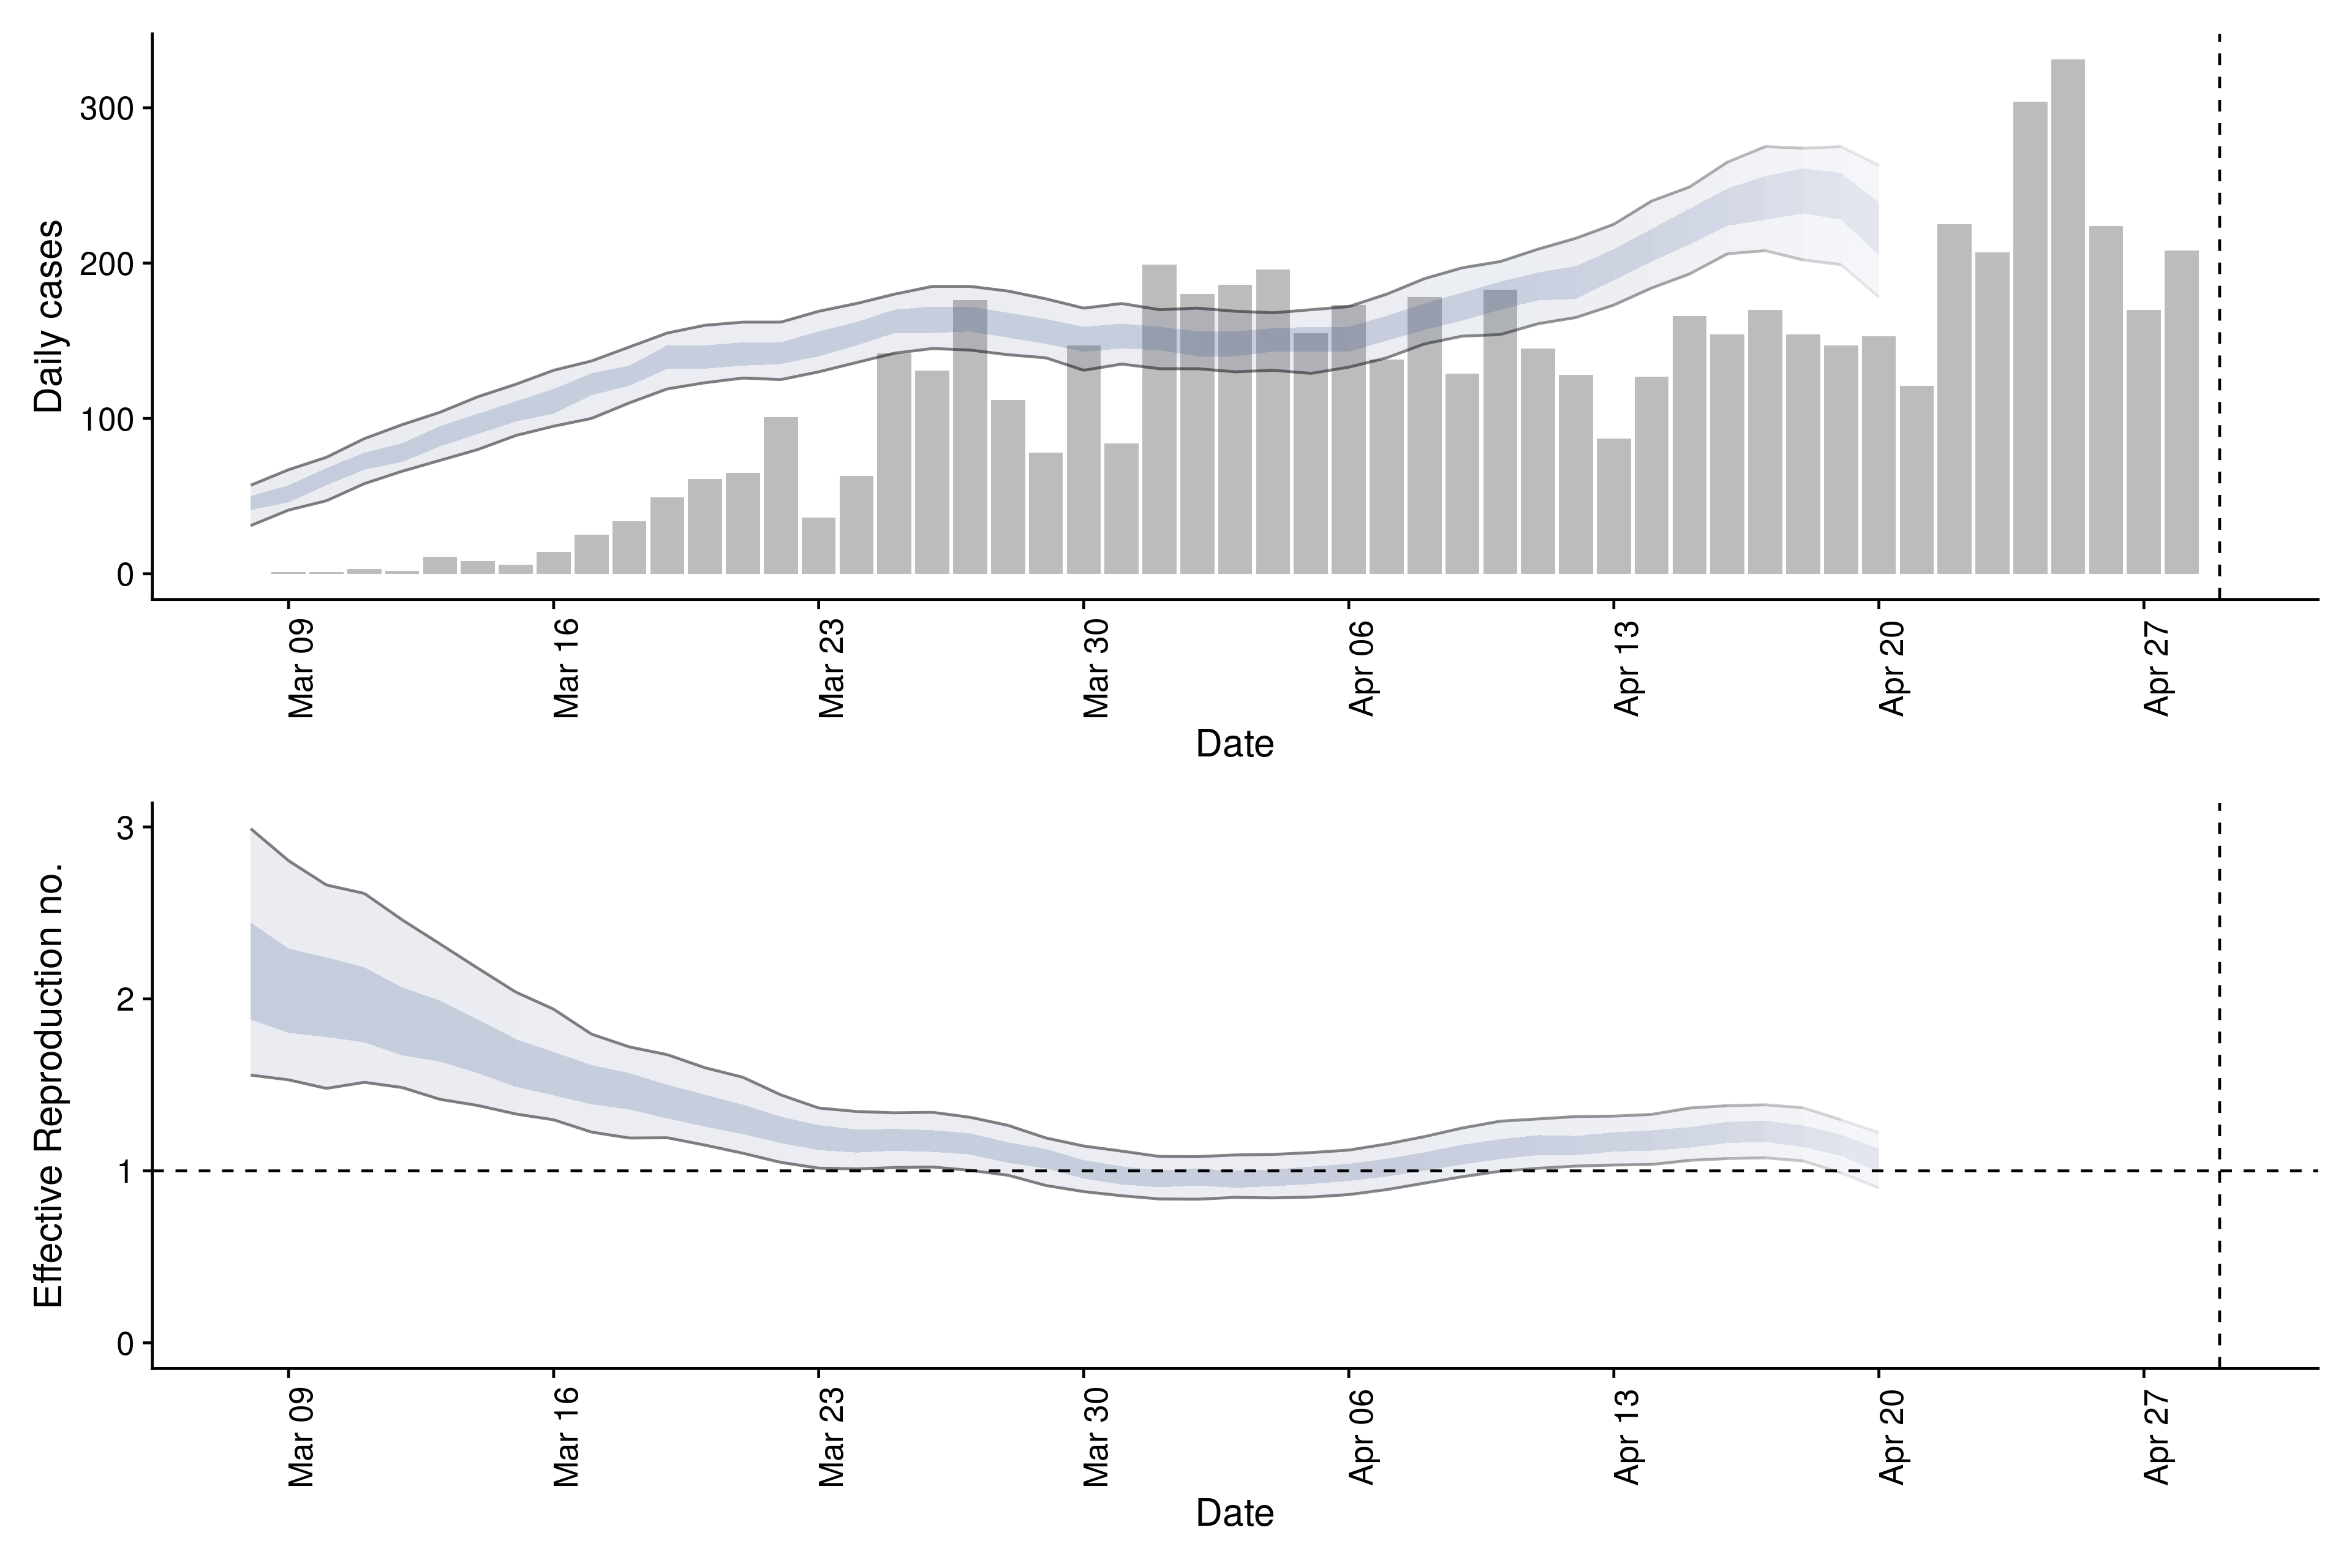 Daily cases
300
200
100
0
Mar 09
Mar 16
Mar 23
Mar 30
Apr 06
Apr 13
Apr 20
Apr 27
Date
Effective Reproduction no.
3
2
1
0
Mar 09
Mar 16
Mar 23
Mar 30
Apr 06
Apr 13
Apr 20
Apr 27
Date